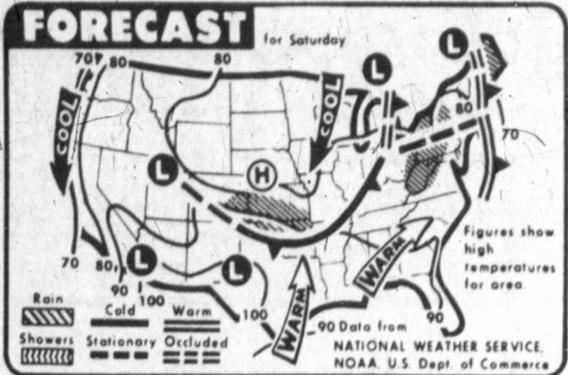 FORECAST
for Saturday
70 80 80
L L
COOL COOL
80
70
L H
Figures show
high
temperatures
for area.
70 80
L L
90
100
WARM
WARM
100
90
90
Rain Cold Warm
Showers Stationary Occluded
Data from
NATIONAL WEATHER SERVICE,
NOAA, U.S. Dept. of Commerce